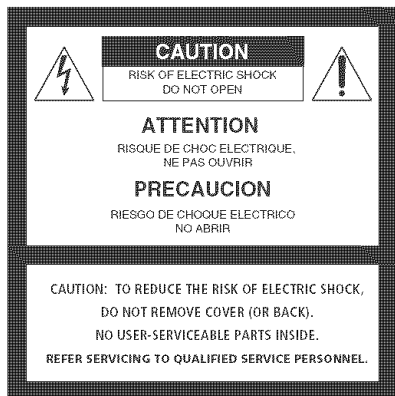 CAUTION
RISK OF ELECTRIC SHOCK
DO NOT OPEN
ATTENTION
RISQUE DE CHOC ELECTRIQUE,
NE PAS OUVRIR
PRECAUCION
RIESGO DE CHOQUE ELECTRICO
NO ABRIR
CAUTION: TO REDUCE THE RISK OF ELECTRIC SHOCK,
DO NOT REMOVE COVER (OR BACK).
NO USER-SERVICEABLE PARTS INSIDE.
REFER SERVICING TO QUALIFIED SERVICE PERSONNEL.